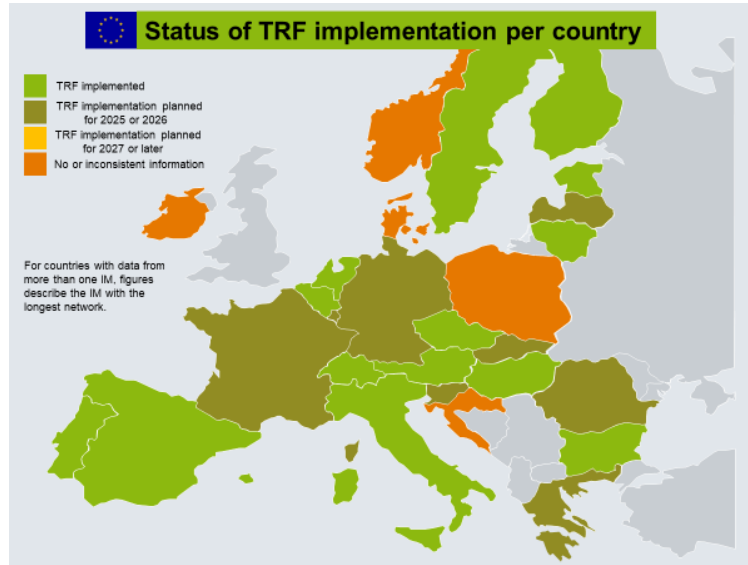 Status of TRF implementation per country
TRF implemented
TRF implementation planned
for 2025 or 2026
TRF implementation planned
for 2027 or later
No or inconsistent information
For countries with data from
more than one IM, figures
describe the IM with the
longest network.